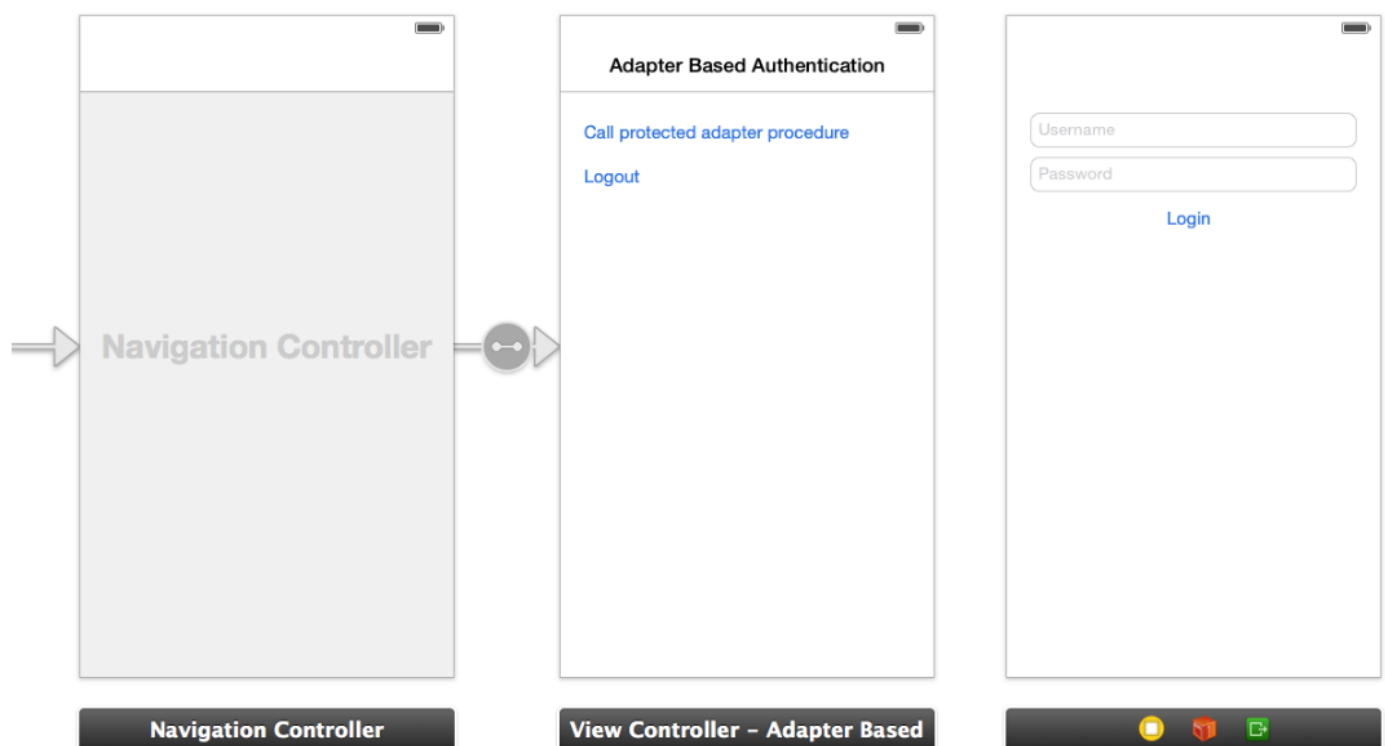 Navigation Controller
Navigation Controller
Adapter Based Authentication
Call protected adapter procedure
Logout
View Controller - Adapter Based
Username
Password
Login